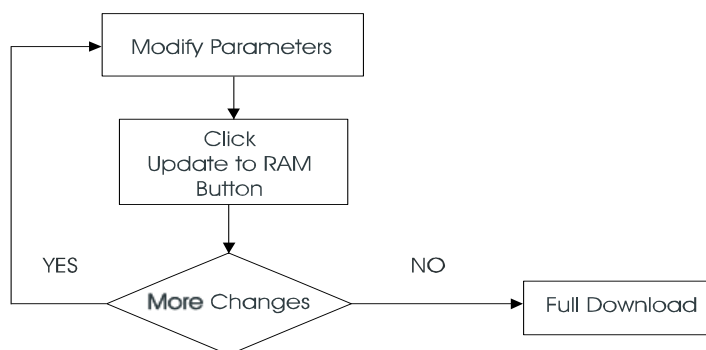 Modify Parameters
Click
Update to RAM
Button
YES
NO
More Changes
Full Download